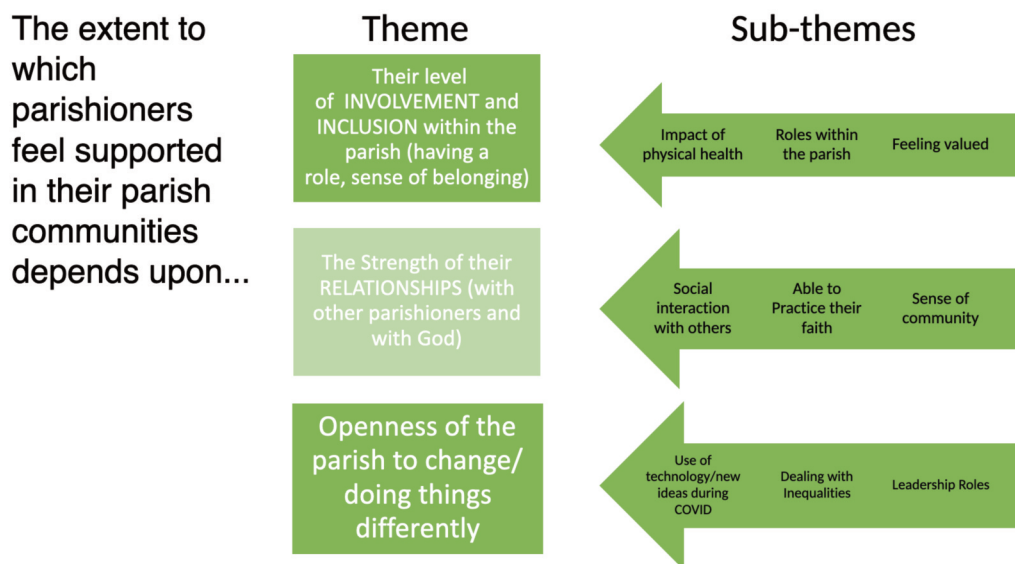 The extent to
which
parishioners
feel supported
in their parish
communities
depends upon...
Theme
Sub-themes
Their level
of INVOLVEMENT and
INCLUSION within the
parish (having a
role, sense of belonging)
Impact of
physical health
Roles within
the parish
Feeling valued
The Strength of their
RELATIONSHIPS (with
other parishioners and
with God)
Social
interaction
with others
Able to
Practice their
faith
Sense of
community
Openness of the
parish to change/
doing things
differently
Use of
technology/new
ideas during
COVID
Dealing with
Inequalities
Leadership Roles